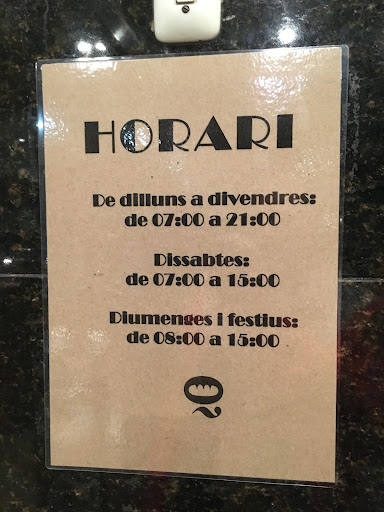 HORARI
De dilluns a divendres:
de 07:00 a 21:00
Dissabtes:
de 07:00 a 15:00
Diumenges i festius:
de 08:00 a 15:00
Q